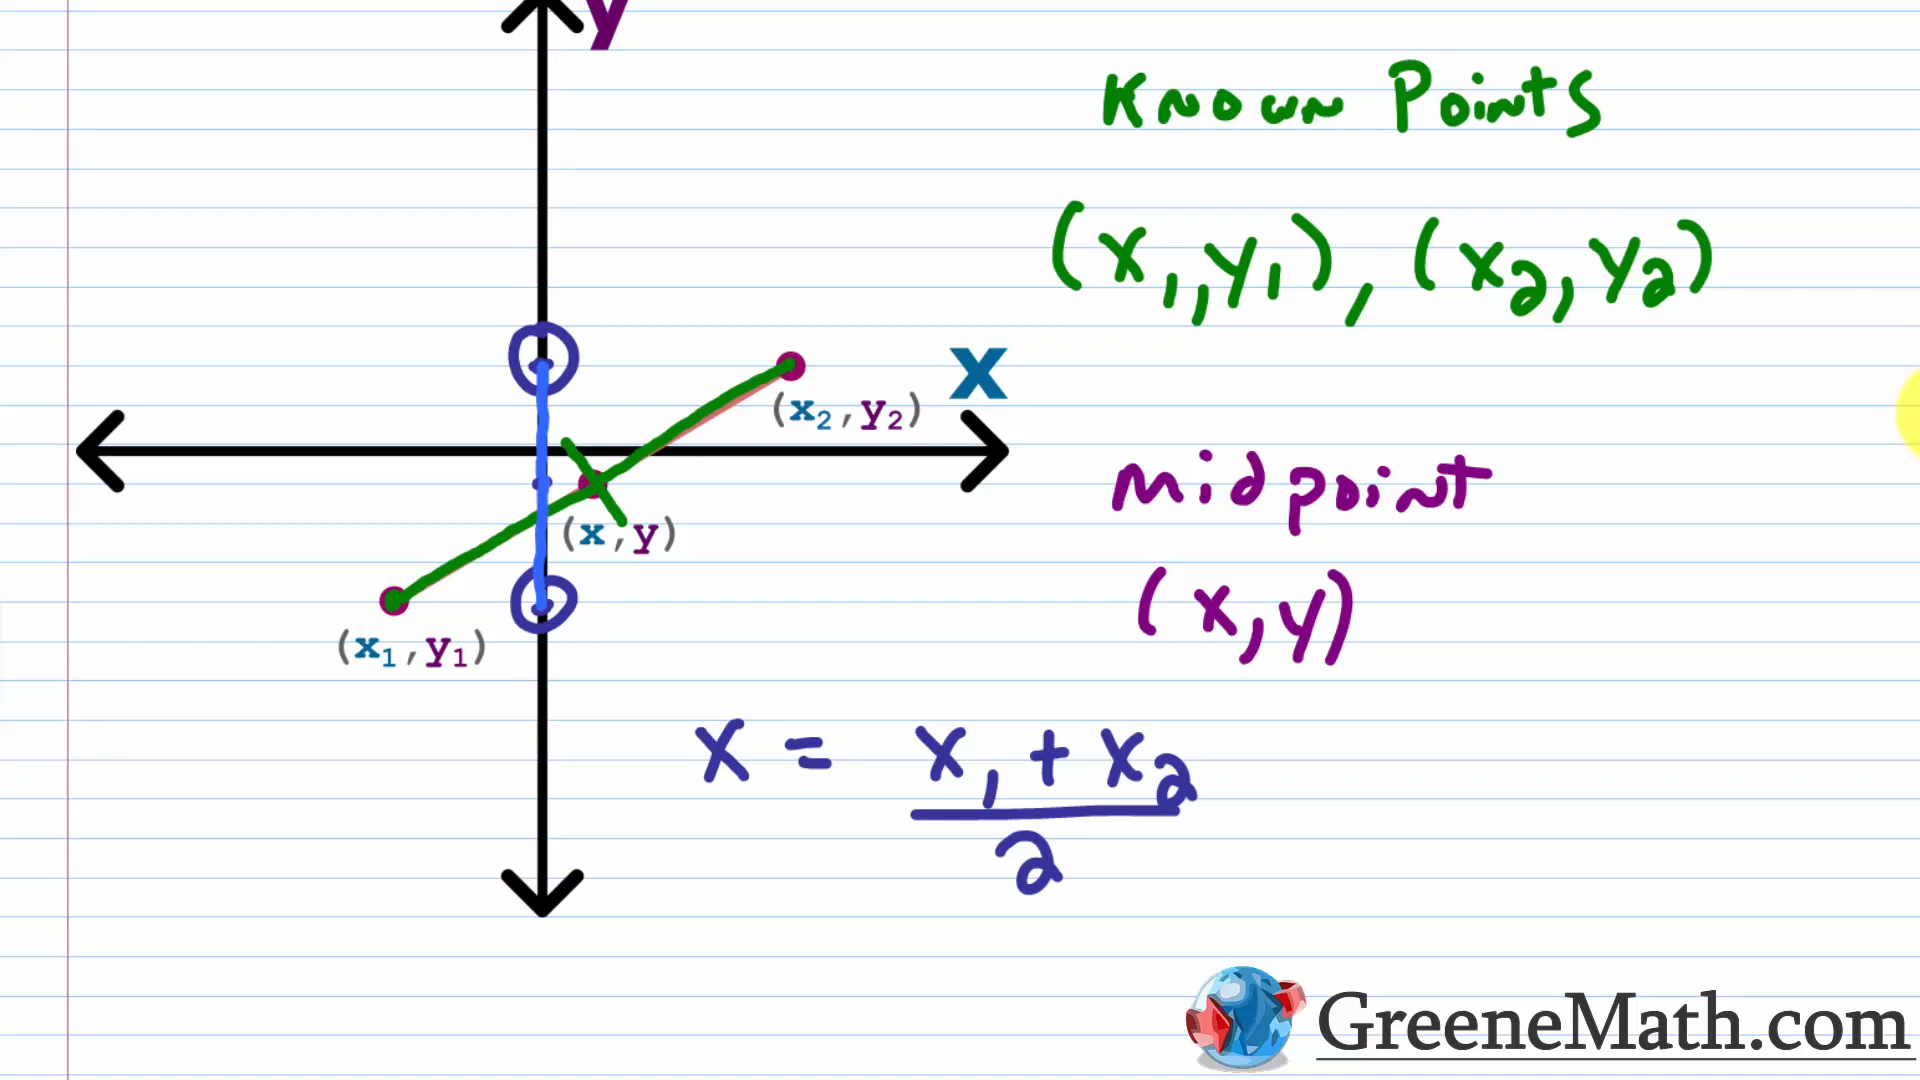 y
Known Points
(x₁,y₁), (x₂,y₂)
x
(x₂,y₂)
midpoint
(x,y)
(x,y)
(x₁,y₁)
x = x₁ + x₂
2
GreeneMath.com